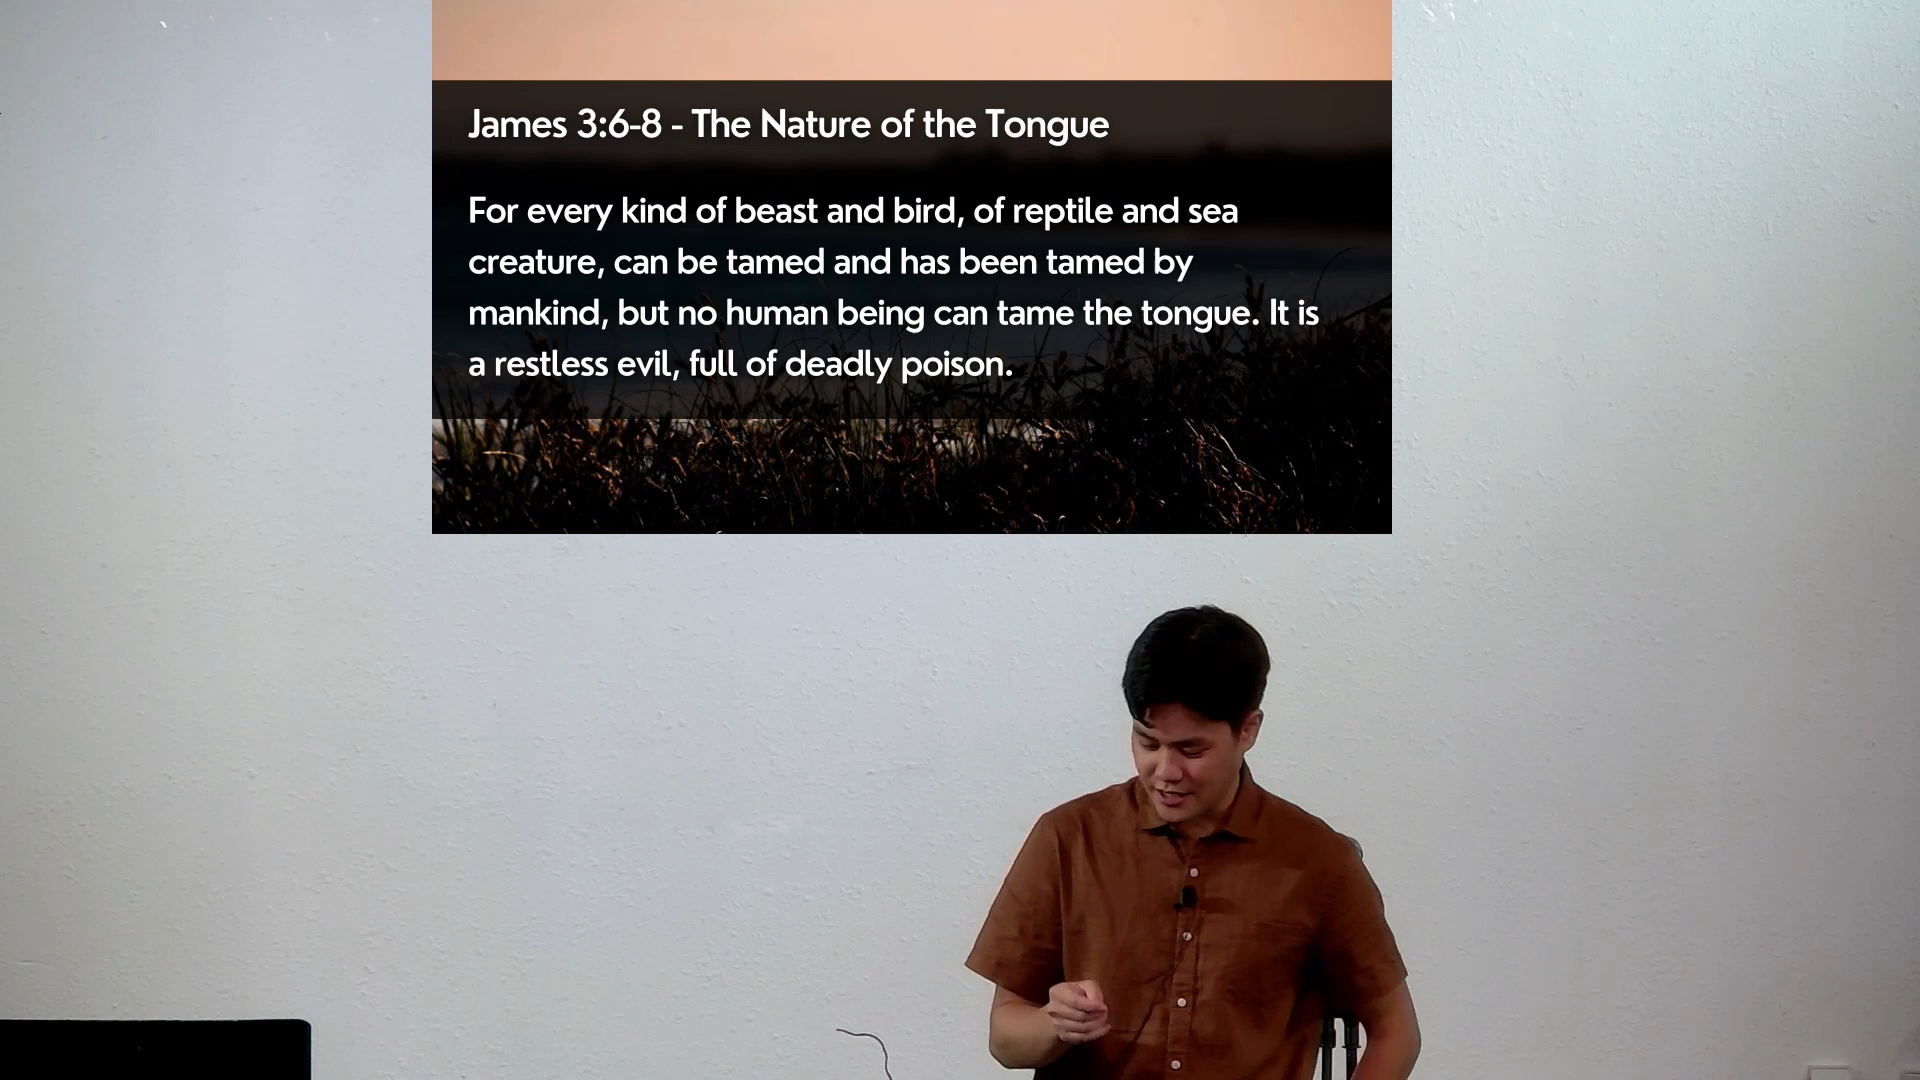 James 3:6-8 - The Nature of the Tongue
For every kind of beast and bird, of reptile and sea
creature, can be tamed and has been tamed by
mankind, but no human being can tame the tongue. It is
a restless evil, full of deadly poison.